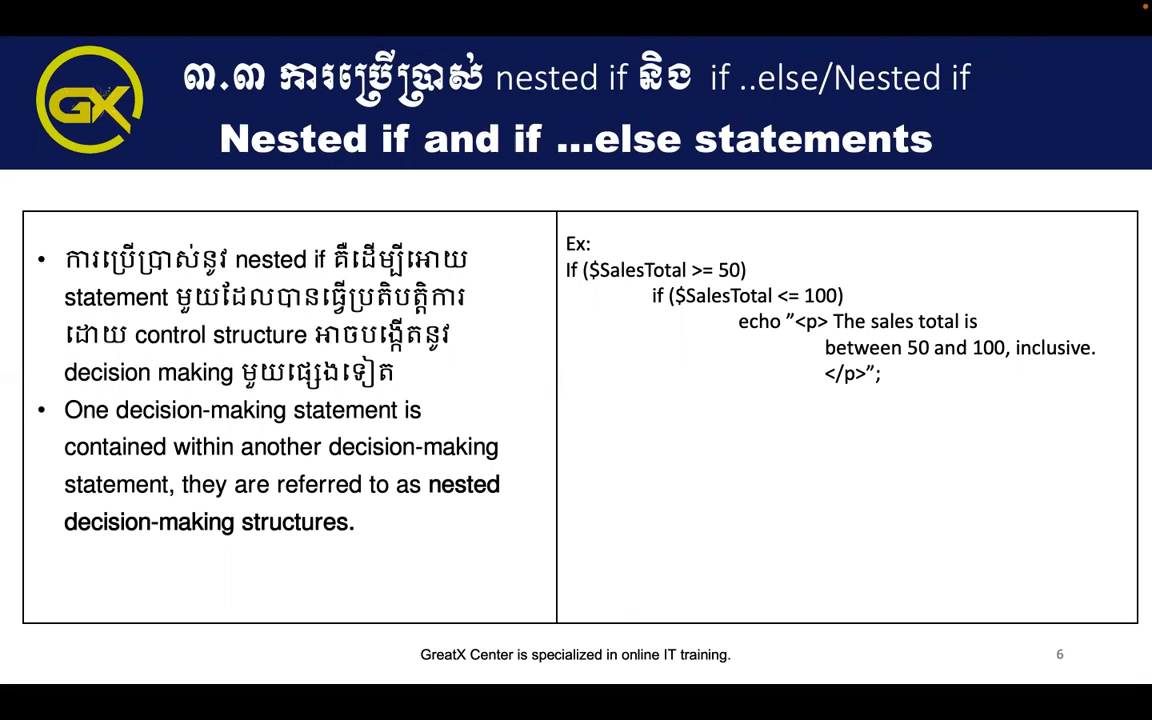 GX
៣.៣ ការប្រើប្រាស់ nested if និង if ..else/Nested if
Nested if and if ...else statements
• ការប្រើប្រាស់នូវ nested if គឺដើម្បីអោយ
statement មួយដែលបានធ្វើប្រតិបត្តិការ
ដោយ control structure អាចបង្កើតនូវ
decision making មួយផ្សេងទៀត
• One decision-making statement is
contained within another decision-making
statement, they are referred to as nested
decision-making structures.
Ex:
If ($SalesTotal >= 50)
if ($SalesTotal <= 100)
echo ”<p> The sales total is
between 50 and 100, inclusive.
</p>”;
GreatX Center is specialized in online IT training.
6